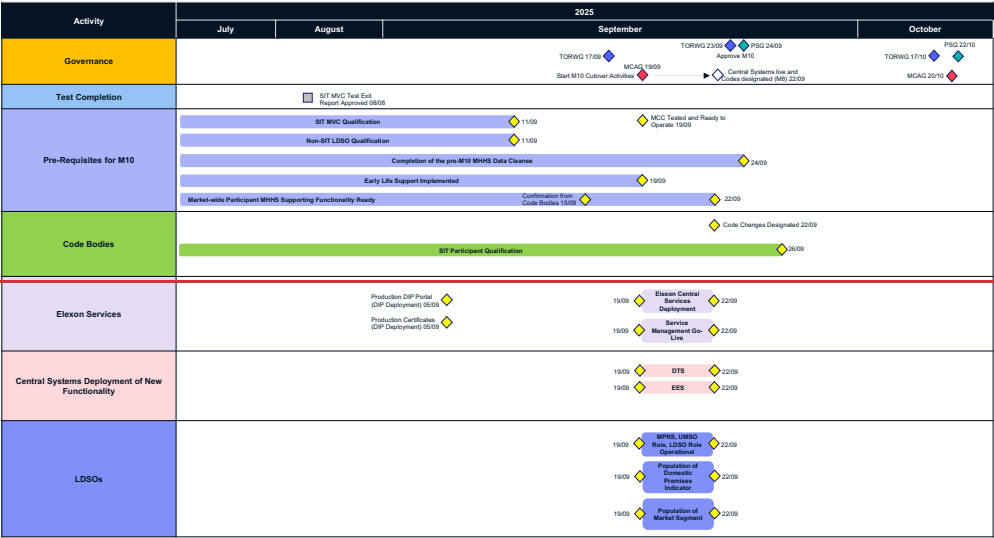 Activity
2025
July
August
September
October
Governance
TORWG 17/09
TORWG 23/09
PSG 24/09
Approve M10
MCAG 19/09
Start M10 Cutover Activities
Central Systems live and
Codes designated (M8) 22/09
TORWG 17/10
PSG 22/10
MCAG 20/10
Test Completion
SIT MVC Test Exit
Report Approved 08/08
Pre-Requisites for M10
SIT MVC Qualification
11/09
MCC Tested and Ready to
Operate 19/09
Non-SIT LDSO Qualification
11/09
Completion of the pre-M10 MHHS Data Cleanse
24/09
Early Life Support Implemented
19/09
Market-wide Participant MHHS Supporting Functionality Ready
Confirmation from
Code Bodies 15/09
22/09
Code Bodies
Code Changes Designated 22/09
SIT Participant Qualification
26/09
Elexon Services
Production DIP Portal
(DIP Deployment) 05/09
Production Certificates
(DIP Deployment) 05/09
19/09
Elexon Central
Services
Deployment
22/09
19/09
Service
Management Go-
Live
22/09
Central Systems Deployment of New
Functionality
19/09
DTS
22/09
19/09
EES
22/09
LDSOs
19/09
MPRS, UMSO
Role, LDSO Role
Operational
22/09
19/09
Population of
Domestic
Premises
Indicator
22/09
19/09
Population of
Market Segment
22/09